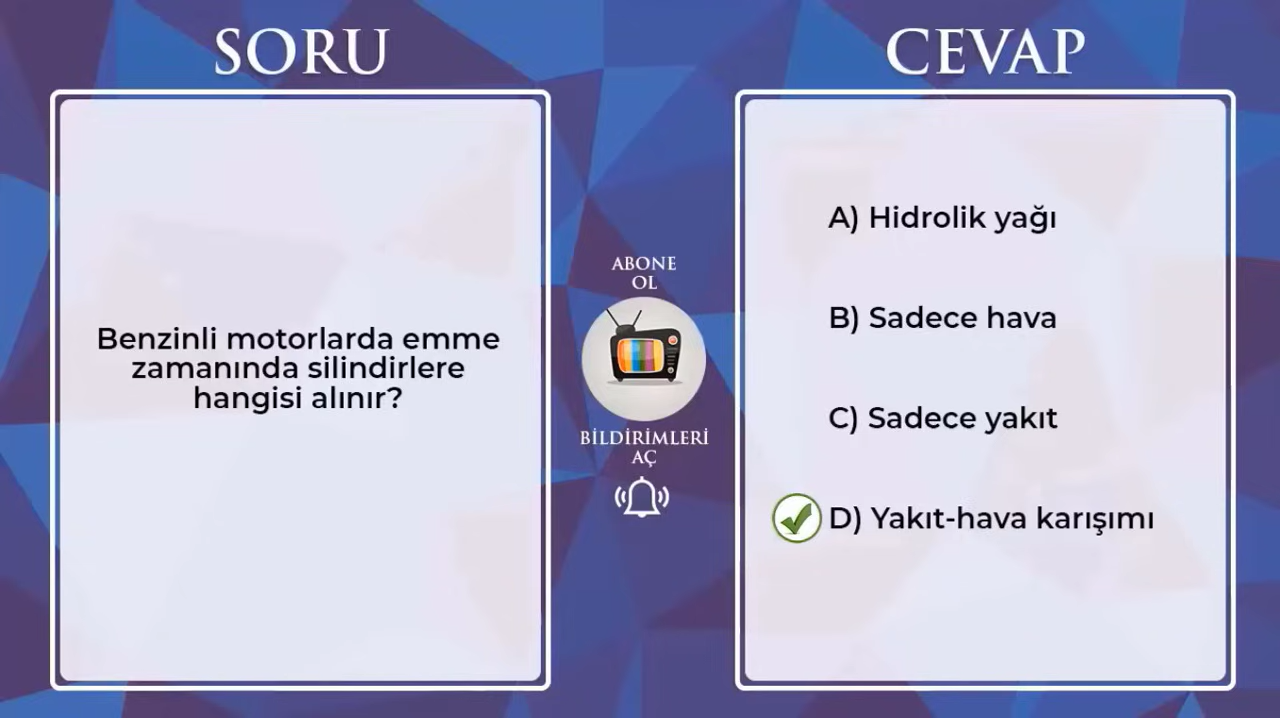 SORU
Benzinli motorlarda emme
zamanında silindirlere
hangisi alınır?
ABONE
OL
BİLDİRİMLERİ
AÇ
CEVAP
A) Hidrolik yağı
B) Sadece hava
C) Sadece yakıt
D) Yakıt-hava karışımı